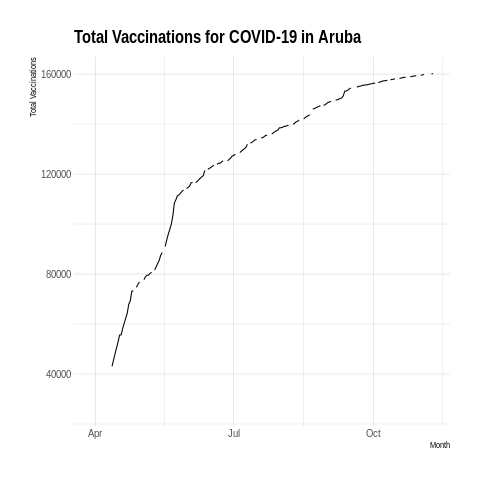 Total Vaccinations for COVID-19 in Aruba
Total Vaccinations
160000
120000
80000
40000
Apr Jul Oct
Month